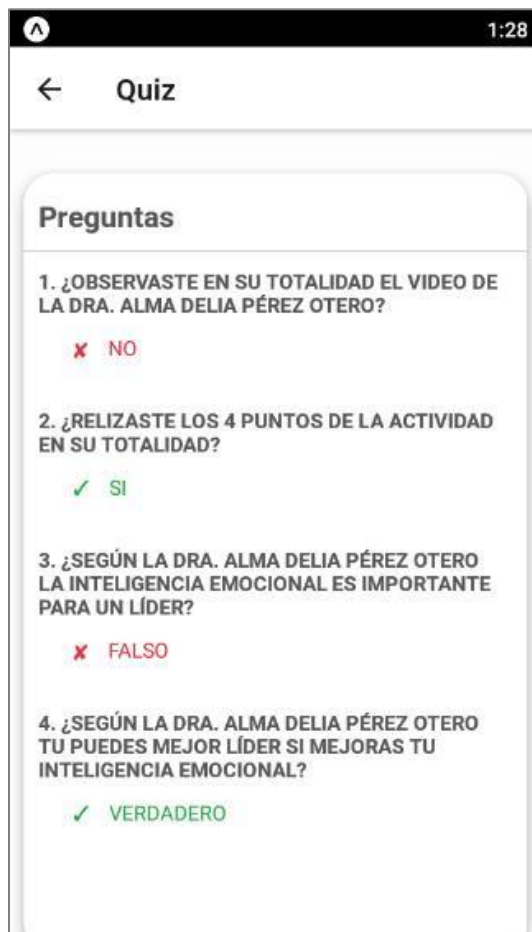 1:28
Quiz
Preguntas
1. ¿OBSERVASTE EN SU TOTALIDAD EL VIDEO DE
LA DRA. ALMA DELIA PÉREZ OTERO?
✘ NO
2. ¿RELIZASTE LOS 4 PUNTOS DE LA ACTIVIDAD
EN SU TOTALIDAD?
✓ SI
3. ¿SEGÚN LA DRA. ALMA DELIA PÉREZ OTERO
LA INTELIGENCIA EMOCIONAL ES IMPORTANTE
PARA UN LÍDER?
✘ FALSO
4. ¿SEGÚN LA DRA. ALMA DELIA PÉREZ OTERO
TU PUEDES MEJOR LÍDER SI MEJORAS TU
INTELIGENCIA EMOCIONAL?
✓ VERDADERO